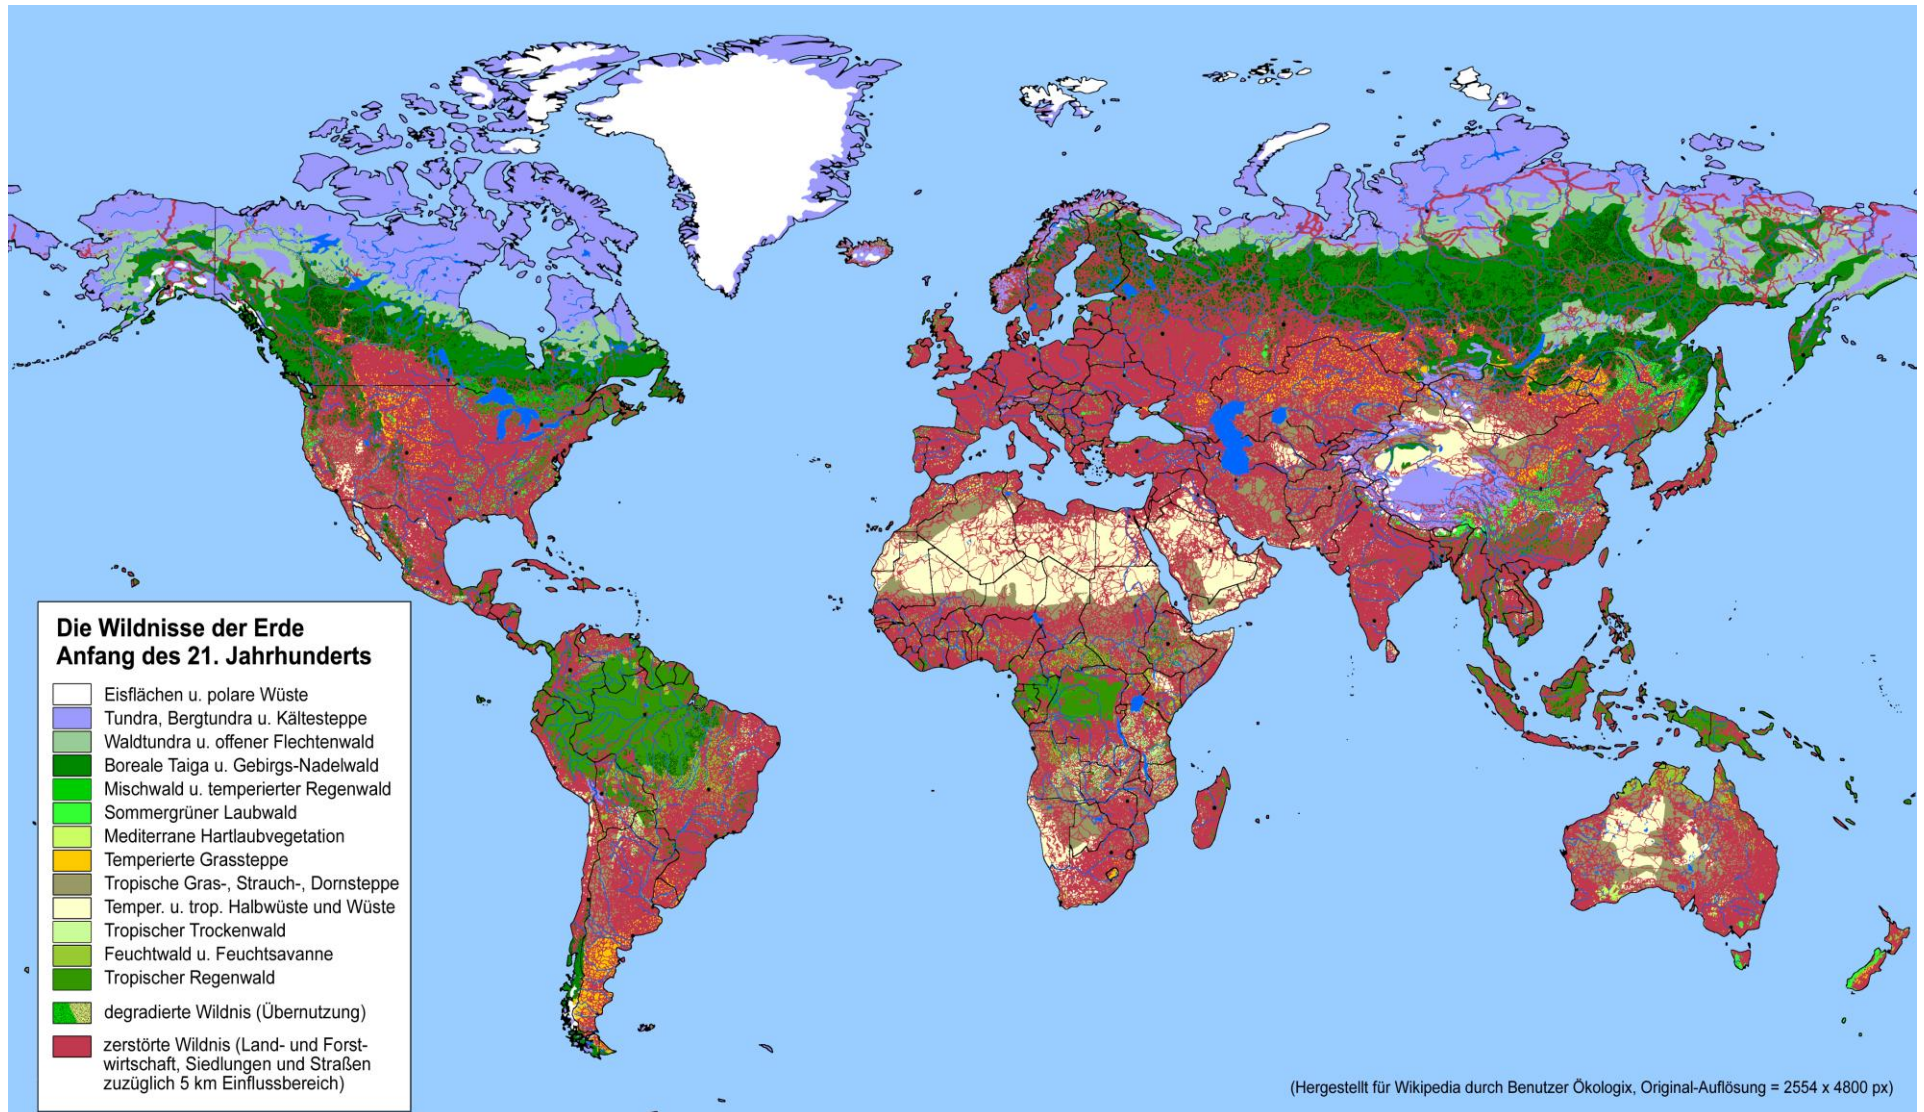 Die Wildnisse der Erde
Anfang des 21. Jahrhunderts
Eisflächen u. polare Wüste
Tundra, Bergtundra u. Kältesteppe
Waldtundra u. offener Flechtenwald
Boreale Taiga u. Gebirgs-Nadelwald
Mischwald u. temperierter Regenwald
Sommergrüner Laubwald
Mediterrane Hartlaubvegetation
Temperierte Grassteppe
Tropische Gras-, Strauch-, Dornsteppe
Temper. u. trop. Halbwüste und Wüste
Tropischer Trockenwald
Feuchtwald u. Feuchtsavanne
Tropischer Regenwald
degradierte Wildnis (Übernutzung)
zerstörte Wildnis (Land- und Forst-
wirtschaft, Siedlungen und Straßen
zuzüglich 5 km Einflussbereich)
(Hergestellt für Wikipedia durch Benutzer Ökologix, Original-Auflösung = 2554 x 4800 px)